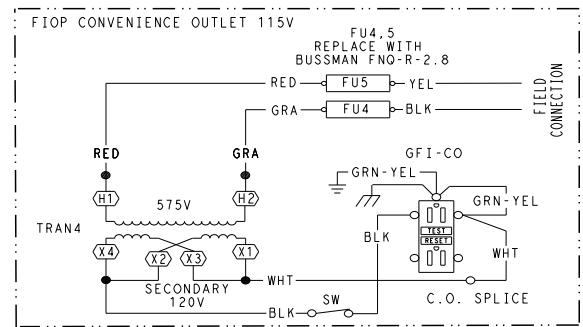 FIOP CONVENIENCE OUTLET 115V
FU4,5
REPLACE WITH
BUSSMAN FNQ-R-2.8
RED
FU5
YEL
GRA
FU4
BLK
FIELD
CONNECTION
RED
GRA
GFI-CO
GRN-YEL
H1
H2
575V
GRN-YEL
TRAN4
TEST
RESET
BLK
X4
X2
X3
X1
WHT
SECONDARY
120V
WHT
SW
C.O. SPLICE
BLK